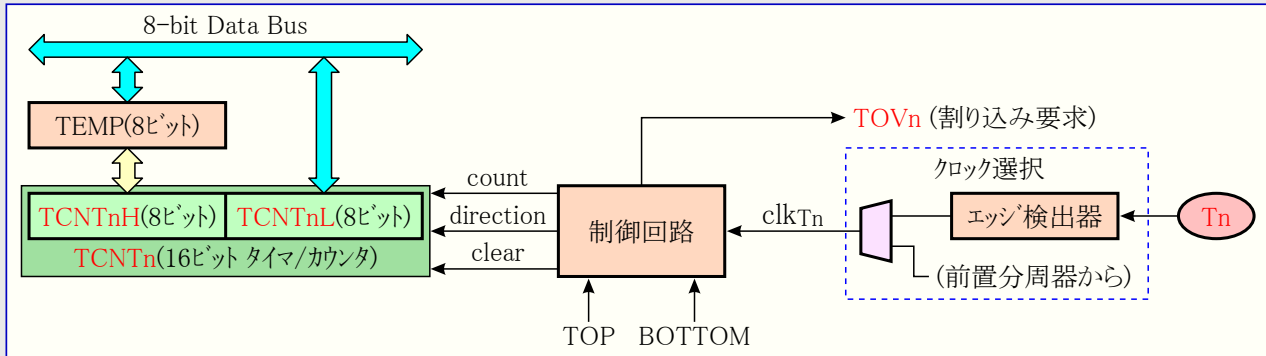 8-bit Data Bus
TEMP(8ﾋﾞｯﾄ)
TOVn (割り込み要求)
ｸﾛｯｸ選択
count
TCNTnH(8ﾋﾞｯﾄ)
TCNTnL(8ﾋﾞｯﾄ)
direction
制御回路
clkTn
ｴｯｼﾞ検出器
Tn
TCNTn(16ﾋﾞｯﾄ ﾀｲﾏ/ｶｳﾝﾀ)
clear
(前置分周器から)
TOP
BOTTOM